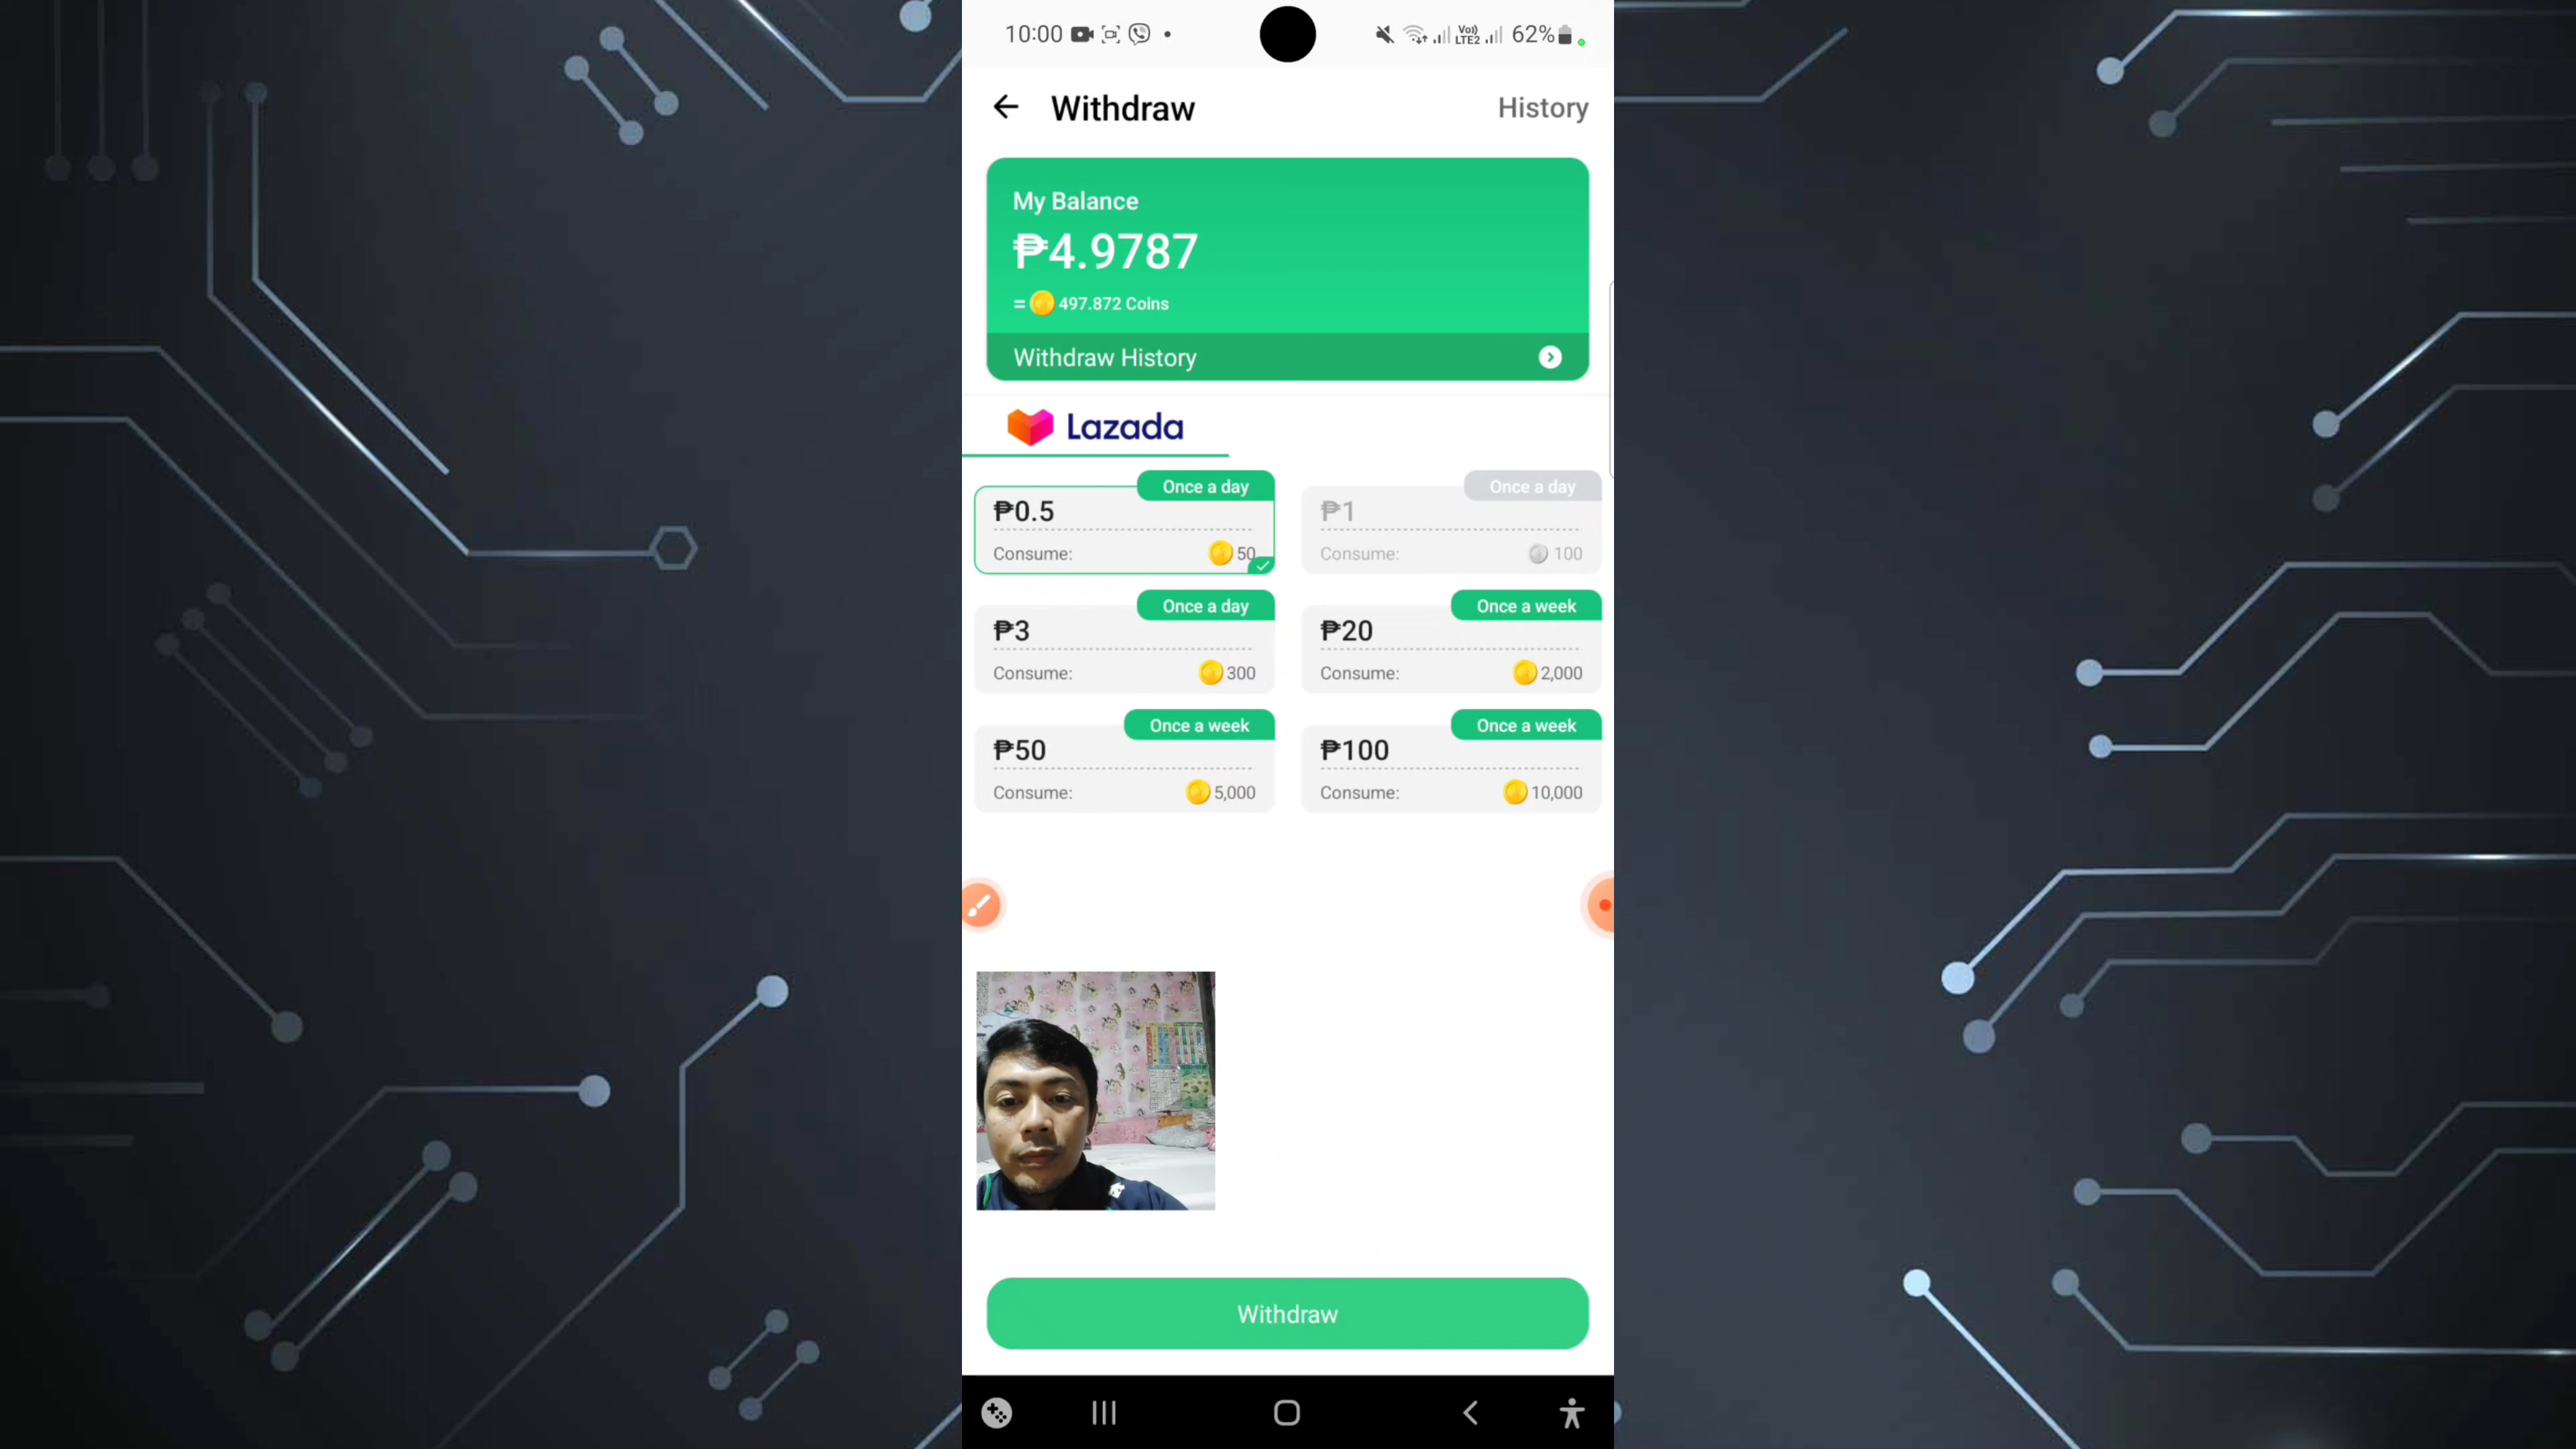 10:00
Vo))
LTE2
62%
Withdraw
History
My Balance
₱4.9787
= 497.872 Coins
Withdraw History
Lazada
Once a day
₱0.5
Consume: 50
Once a day
₱1
Consume: 100
Once a day
₱3
Consume: 300
Once a week
₱20
Consume: 2,000
Once a week
₱50
Consume: 5,000
Once a week
₱100
Consume: 10,000
Withdraw